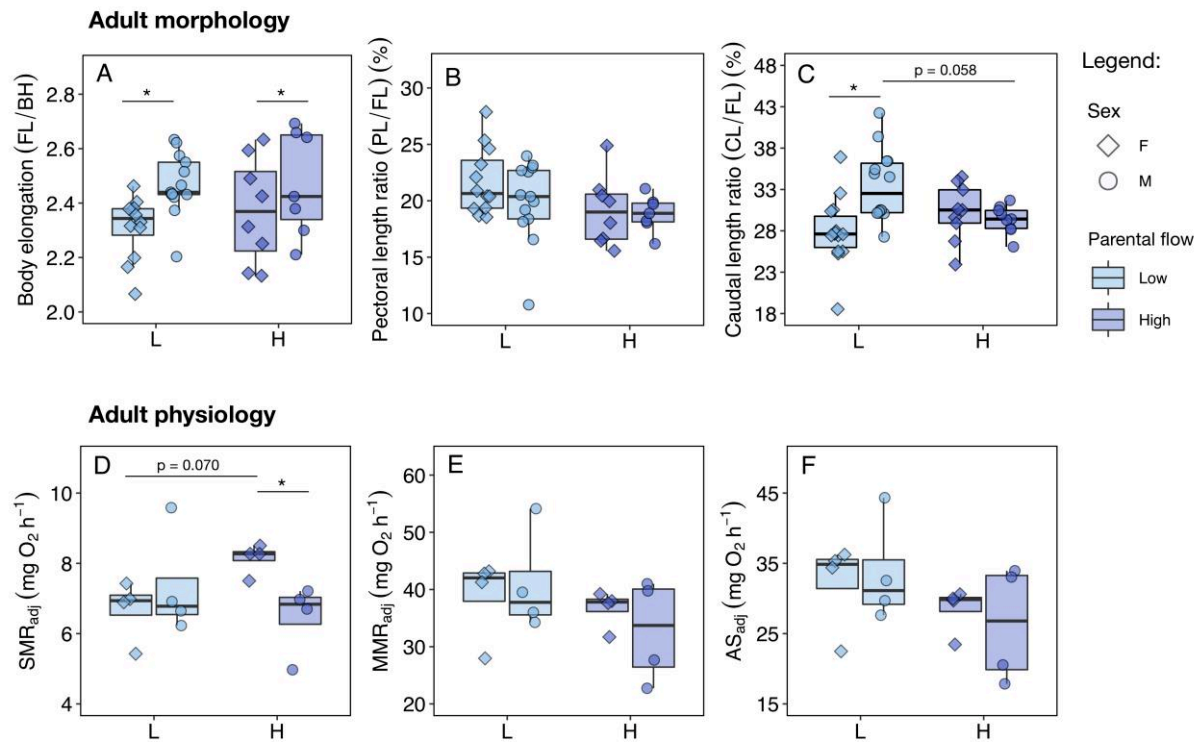 Adult morphology
A
Body elongation (FL/BH)
2.8
2.6
2.4
2.2
2.0
*
*
L
H
B
Pectoral length ratio (PL/FL) (%)
30
25
20
15
10
L
H
C
Caudal length ratio (CL/FL) (%)
48
43
38
33
28
23
18
p = 0.058
*
L
H
Legend:
Sex
F
M
Parental flow
Low
High
Adult physiology
D
SMRadj (mg O2 h−1)
10
8
6
4
p = 0.070
*
L
H
E
MMRadj (mg O2 h−1)
60
50
40
30
20
L
H
F
ASadj (mg O2 h−1)
45
35
25
15
L
H